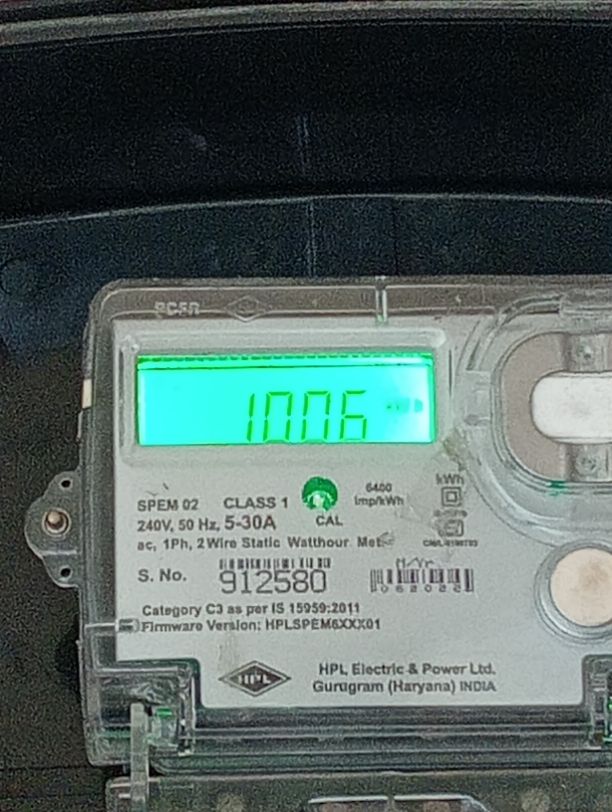 1006
SPEM 02 CLASS 1 6400
imp/kWh kWh
240V, 50 Hz, 5-30A CAL
ac, 1Ph, 2 Wire Static Watthour
S. No. 912580 M/Yr
Category C3 as per IS 15959:2011
Firmware Version: HPLSPEM6XXX01
HPL
HPL Electric & Power Ltd.
Gurugram (Haryana) INDIA